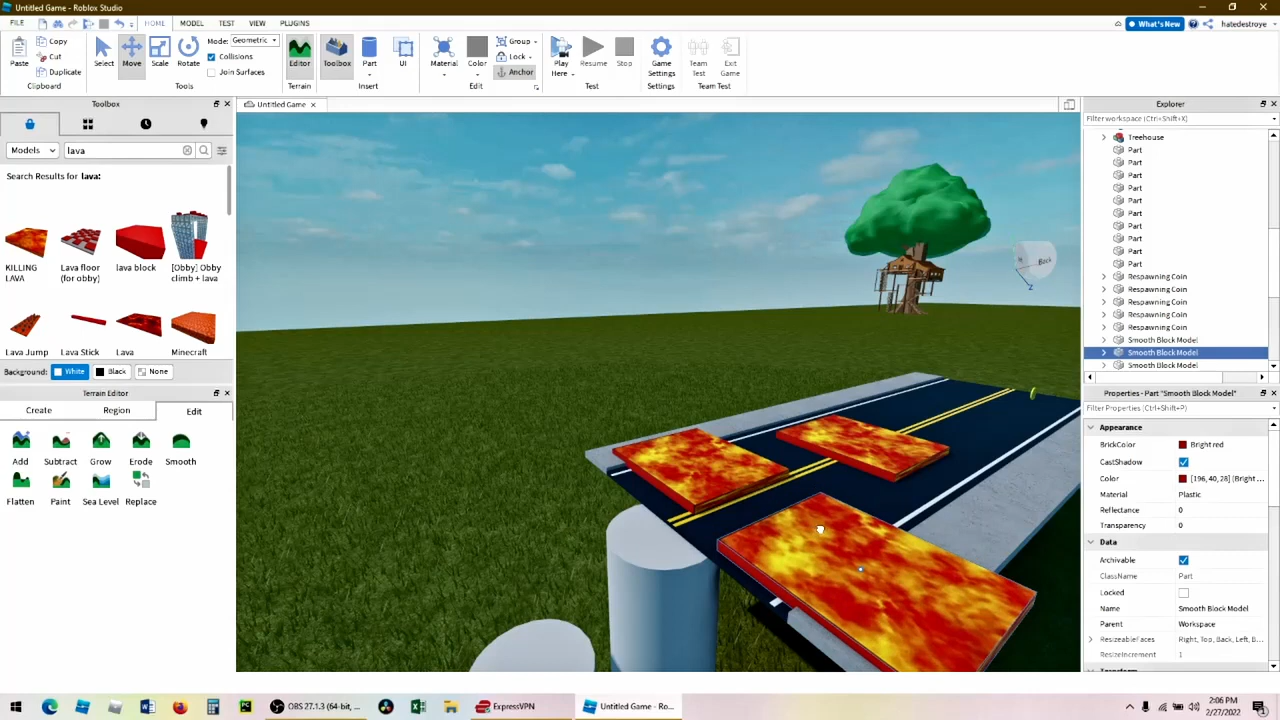 Untitled Game - Roblox Studio
FILE HOME MODEL TEST VIEW PLUGINS What's New hatedestroye
Paste Copy Cut Duplicate Select Move Scale Rotate Mode: Geometric Collisions Join Surfaces Editor Toolbox Part UI Material Color Group Lock Anchor Play Here Resume Stop Game Settings Team Test Exit Game
Clipboard Tools Terrain Insert Edit Test Settings Team Test
Toolbox
Models lava
Search Results for lava:
KILLING LAVA
Lava floor (for obby)
lava block
[Obby] Obby climb + lava
Lava Jump
Lava Stick
Lava
Minecraft
Background: White Black None
Terrain Editor
Create Region Edit
Add Subtract Grow Erode Smooth
Flatten Paint Sea Level Replace
Untitled Game
Back
Z
Explorer
Filter workspace (Ctrl+Shift+X)
Treehouse
Part
Part
Part
Part
Part
Part
Part
Part
Part
Part
Respawning Coin
Respawning Coin
Respawning Coin
Respawning Coin
Respawning Coin
Smooth Block Model
Smooth Block Model
Smooth Block Model
Properties - Part "Smooth Block Model"
Filter Properties (Ctrl+Shift+P)
Appearance
BrickColor Bright red
CastShadow
Color [196, 40, 28] (Bright ...
Material Plastic
Reflectance 0
Transparency 0
Data
Archivable
ClassName Part
Locked
Name Smooth Block Model
Parent Workspace
ResizeableFaces Right, Top, Back, Left, B...
ResizeIncrement 1
OBS 27.1.3 (64-bit, ...
ExpressVPN
Untitled Game - Ro...
2:06 PM
2/27/2022